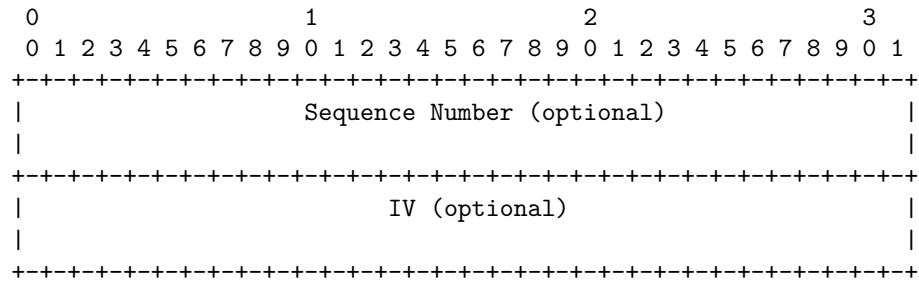 0                   1                   2                   3
 0 1 2 3 4 5 6 7 8 9 0 1 2 3 4 5 6 7 8 9 0 1 2 3 4 5 6 7 8 9 0 1
+-+-+-+-+-+-+-+-+-+-+-+-+-+-+-+-+-+-+-+-+-+-+-+-+-+-+-+-+-+-+-+-+
|                    Sequence Number (optional)                 |
|                                                               |
+-+-+-+-+-+-+-+-+-+-+-+-+-+-+-+-+-+-+-+-+-+-+-+-+-+-+-+-+-+-+-+-+
|                          IV (optional)                        |
|                                                               |
+-+-+-+-+-+-+-+-+-+-+-+-+-+-+-+-+-+-+-+-+-+-+-+-+-+-+-+-+-+-+-+-+